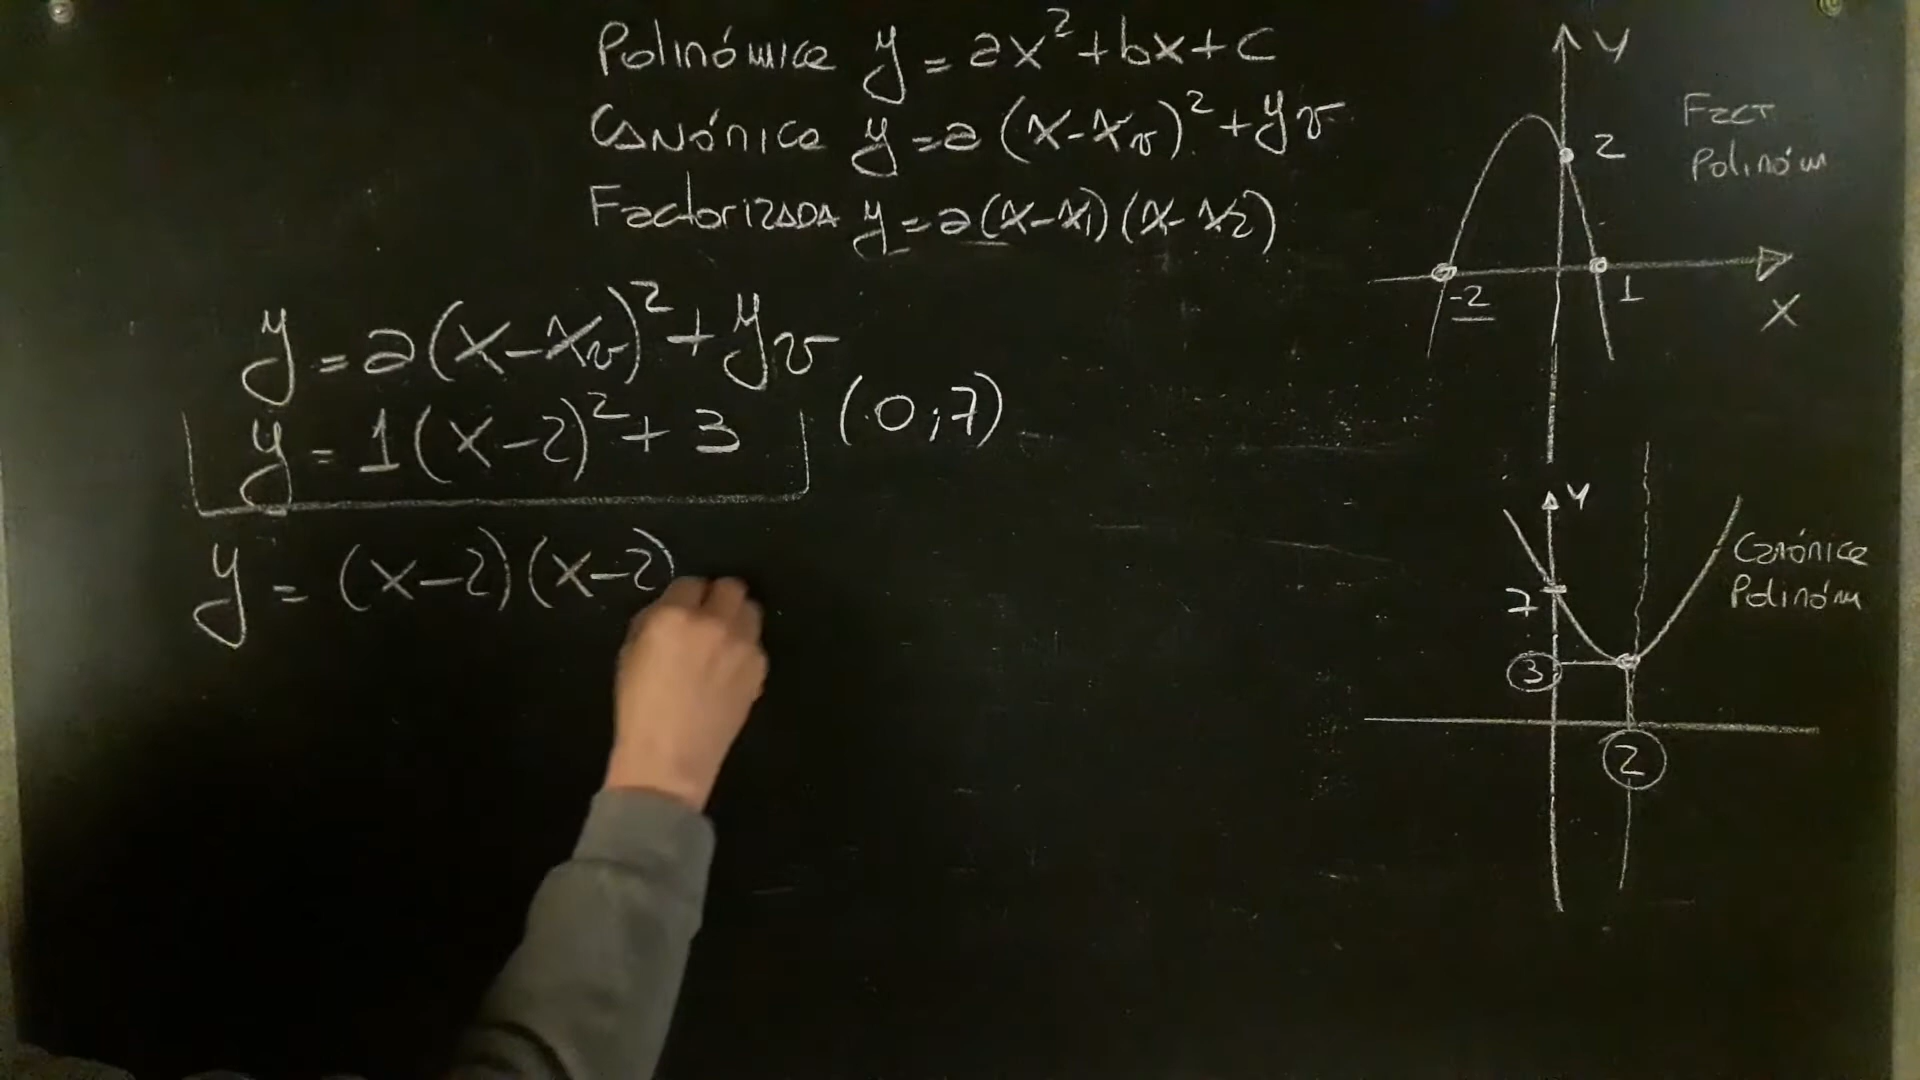 Polinómica y = ax² + bx + c
Canónica y = a(x-xv)² + yv
Factorizada y = a(x-x1)(x-x2)
y = a(x-xv)² + yv
y = 1(x-2)² + 3 (0;7)
y = (x-2)(x-2)
Y
Fact
Polinóm
2
-2
1
X
Y
Canónica
Polinóm
7
3
2